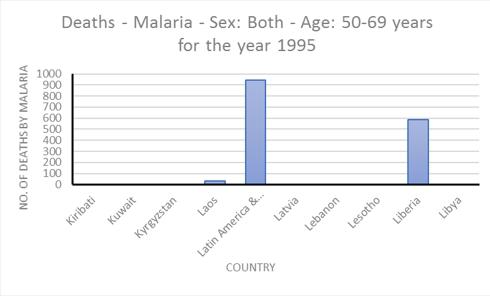 Deaths - Malaria - Sex: Both - Age: 50-69 years
for the year 1995
NO. OF DEATHS BY MALARIA
1000
900
800
700
600
500
400
300
200
100
0
Kiribati
Kuwait
Kyrgyzstan
Laos
Latin America &...
Latvia
Lebanon
Lesotho
Liberia
Libya
COUNTRY